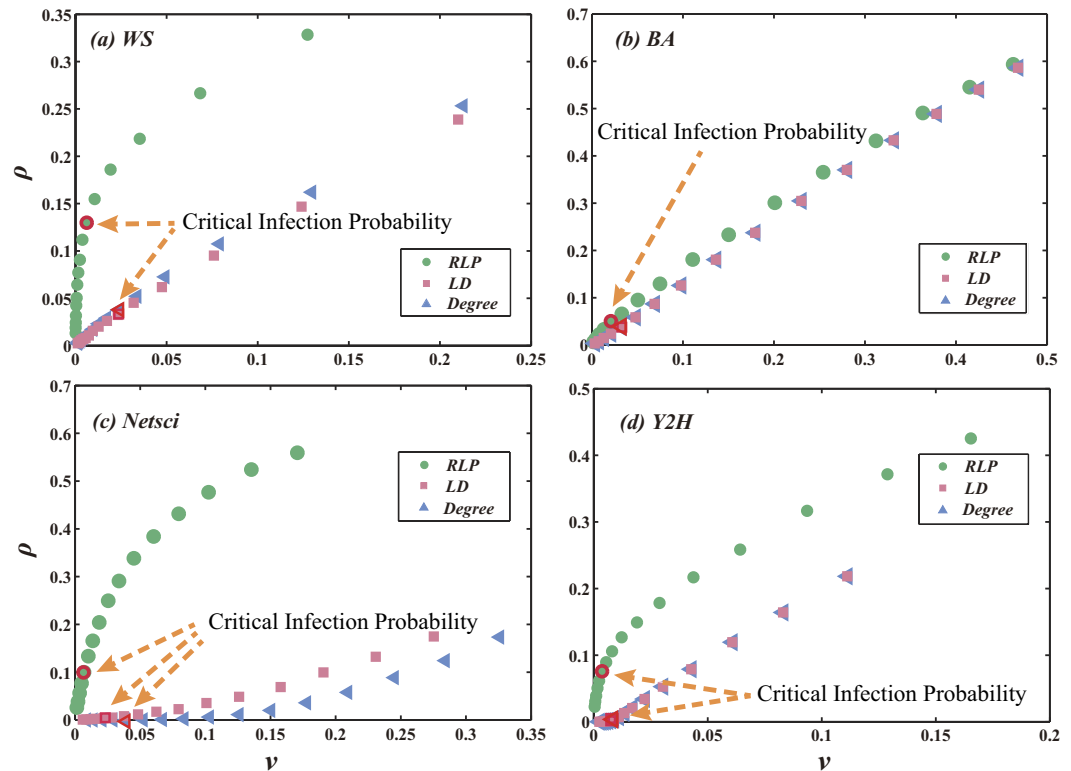 (a) WS
ρ
0.35
0.3
0.25
0.2
0.15
0.1
0.05
0
Critical Infection Probability
RLP
LD
Degree
0
0.05
0.1
0.15
0.2
0.25
(b) BA
0.7
0.6
0.5
0.4
0.3
0.2
0.1
0.0
Critical Infection Probability
RLP
LD
Degree
0
0.1
0.2
0.3
0.4
0.5
(c) Netsci
ρ
0.7
0.6
0.5
0.4
0.3
0.2
0.1
0
RLP
LD
Degree
Critical Infection Probability
0
0.05
0.1
0.15
0.2
0.25
0.3
0.35
ν
(d) Y2H
0.5
0.4
0.3
0.2
0.1
0
RLP
LD
Degree
Critical Infection Probability
0
0.05
0.1
0.15
0.2
ν